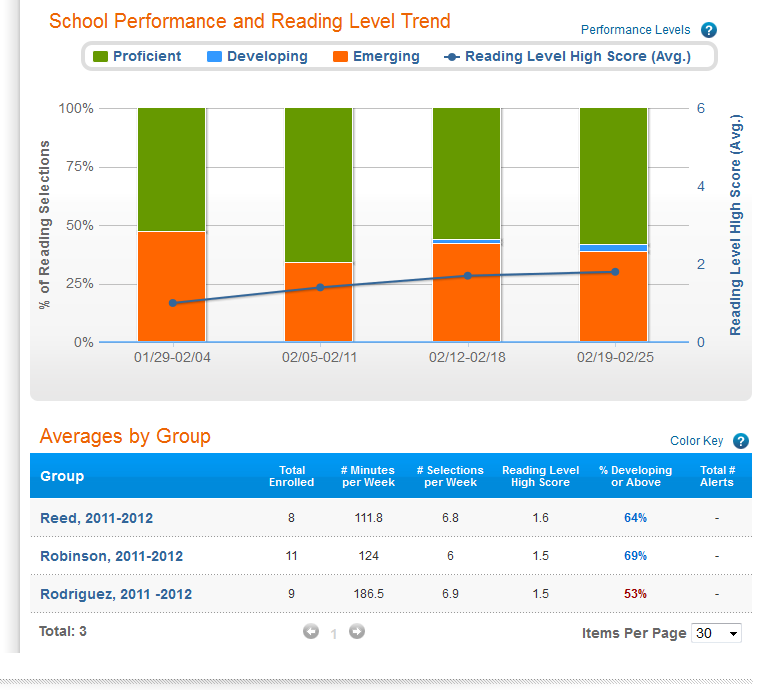 School Performance and Reading Level Trend
Performance Levels ?
Proficient Developing Emerging Reading Level High Score (Avg.)
100% 6
75%
4
50%
2
25%
0% 0
% of Reading Selections
Reading Level High Score (Avg.)
01/29-02/04 02/05-02/11 02/12-02/18 02/19-02/25
Averages by Group
Color Key ?
Group Total Enrolled # Minutes per Week # Selections per Week Reading Level High Score % Developing or Above Total # Alerts
Reed, 2011-2012 8 111.8 6.8 1.6 64% -
Robinson, 2011-2012 11 124 6 1.5 69% -
Rodriguez, 2011 -2012 9 186.5 6.9 1.5 53% -
Total: 3 1 Items Per Page 30